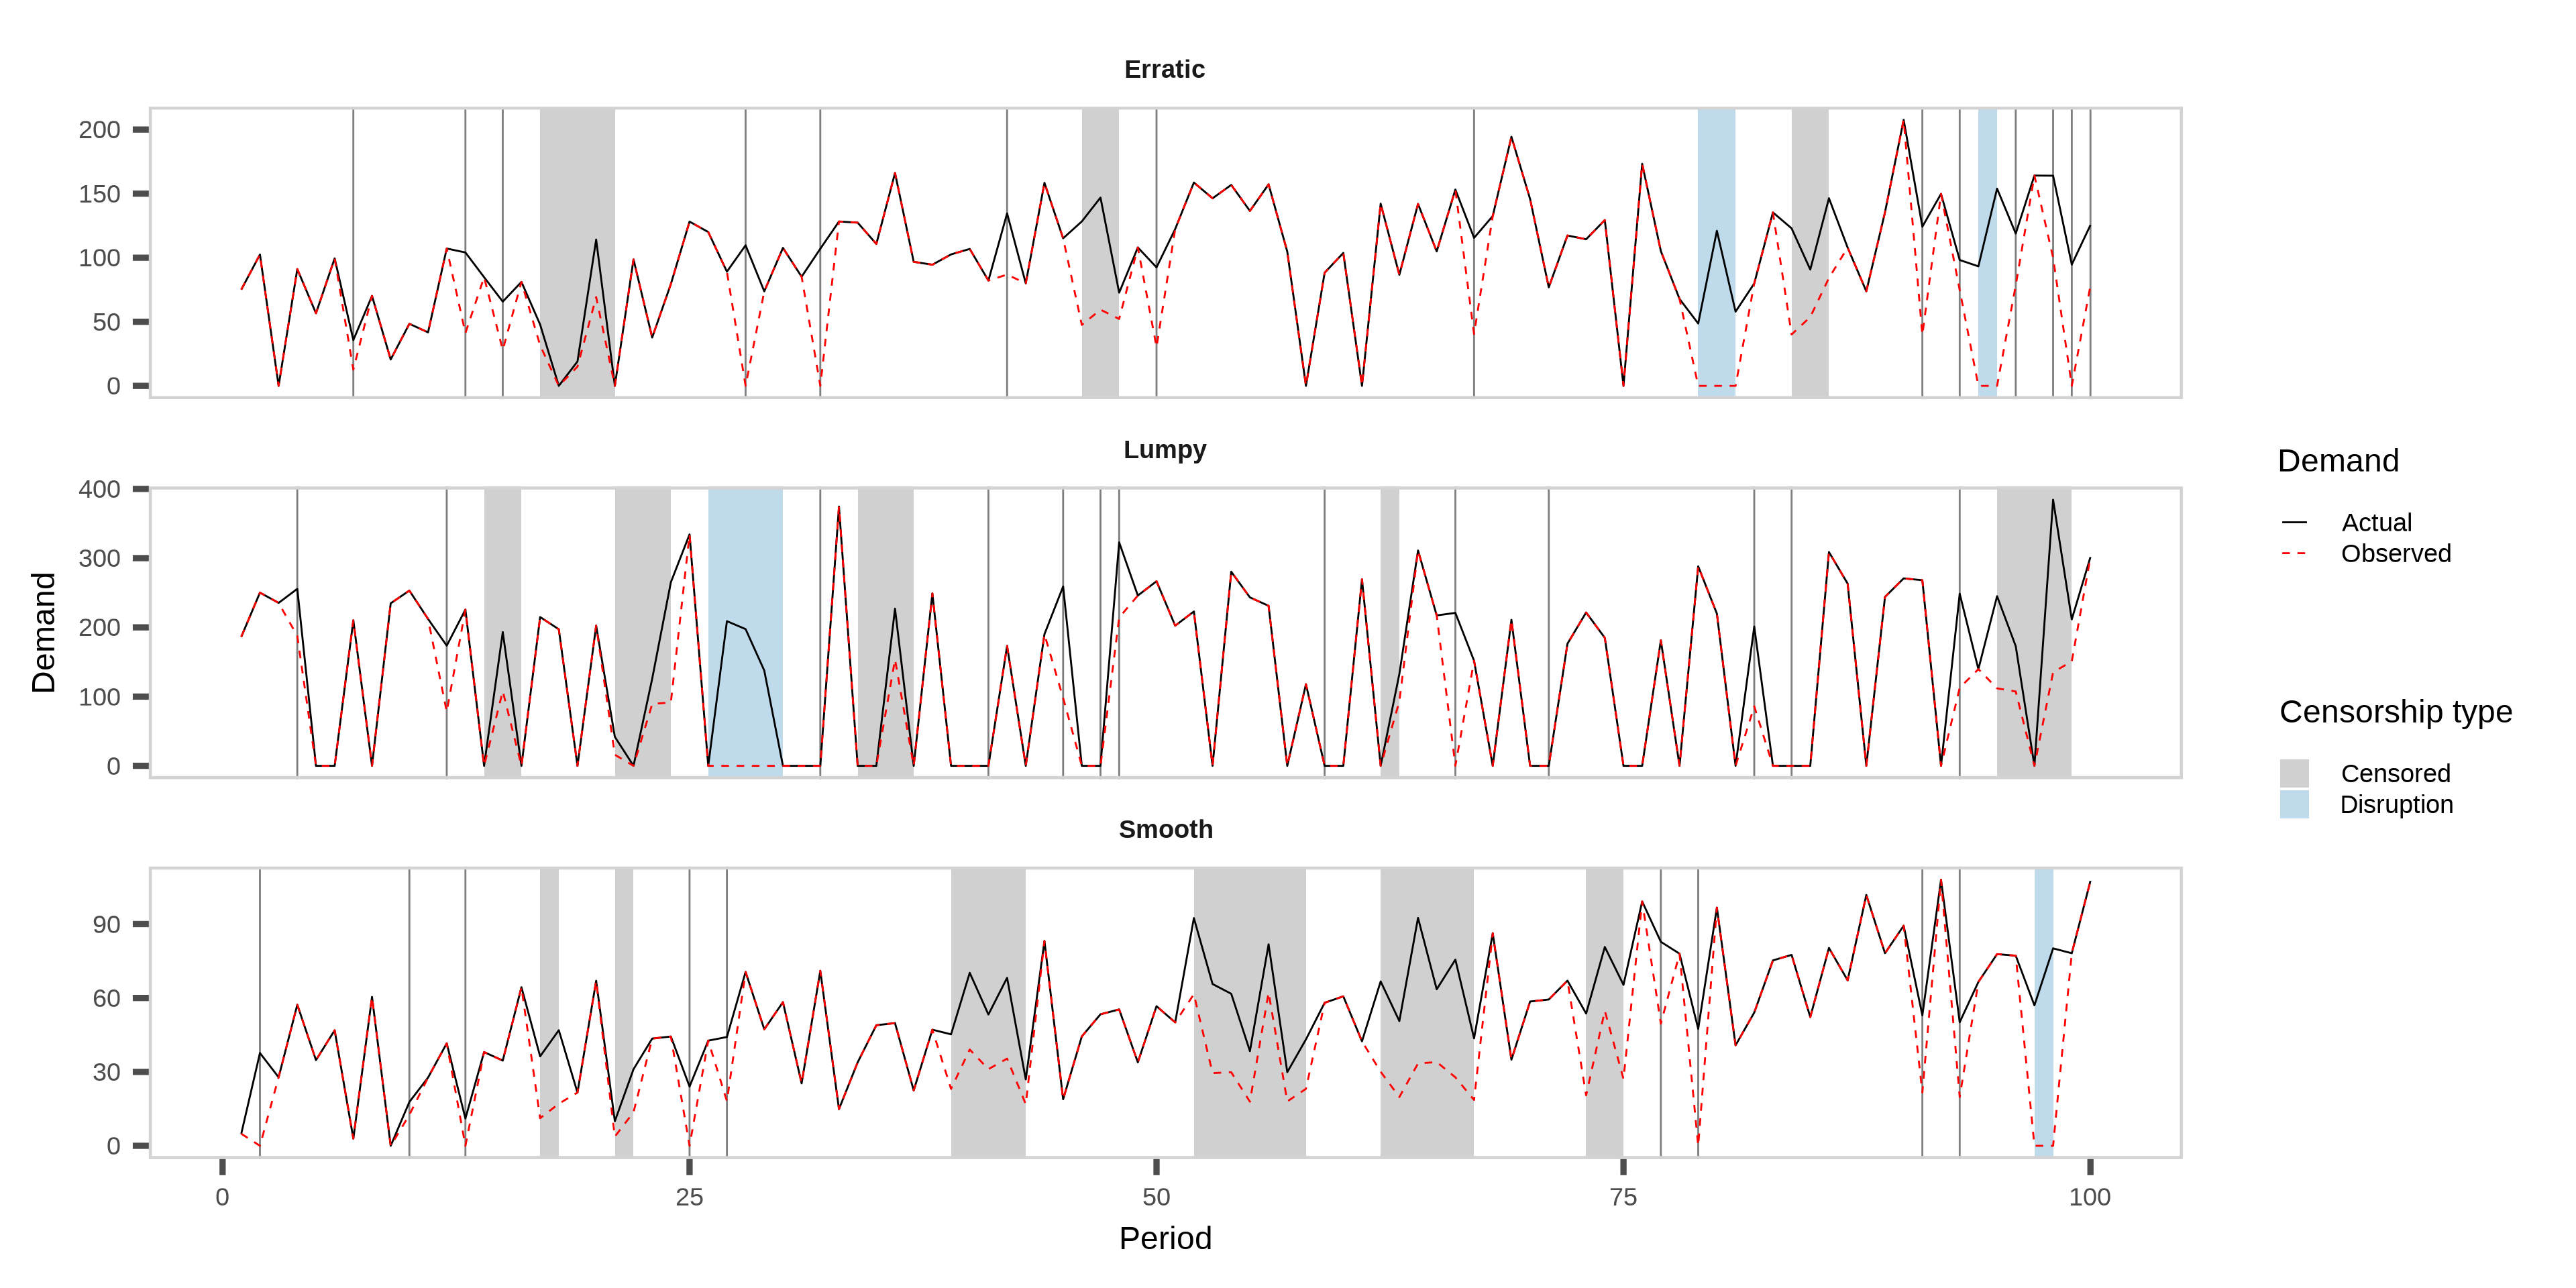 Erratic
200
150
100
50
0
Lumpy
400
300
200
100
0
Demand
Smooth
90
60
30
0
0 25 50 75 100
Period
Demand
Actual
Observed
Censorship type
Censored
Disruption